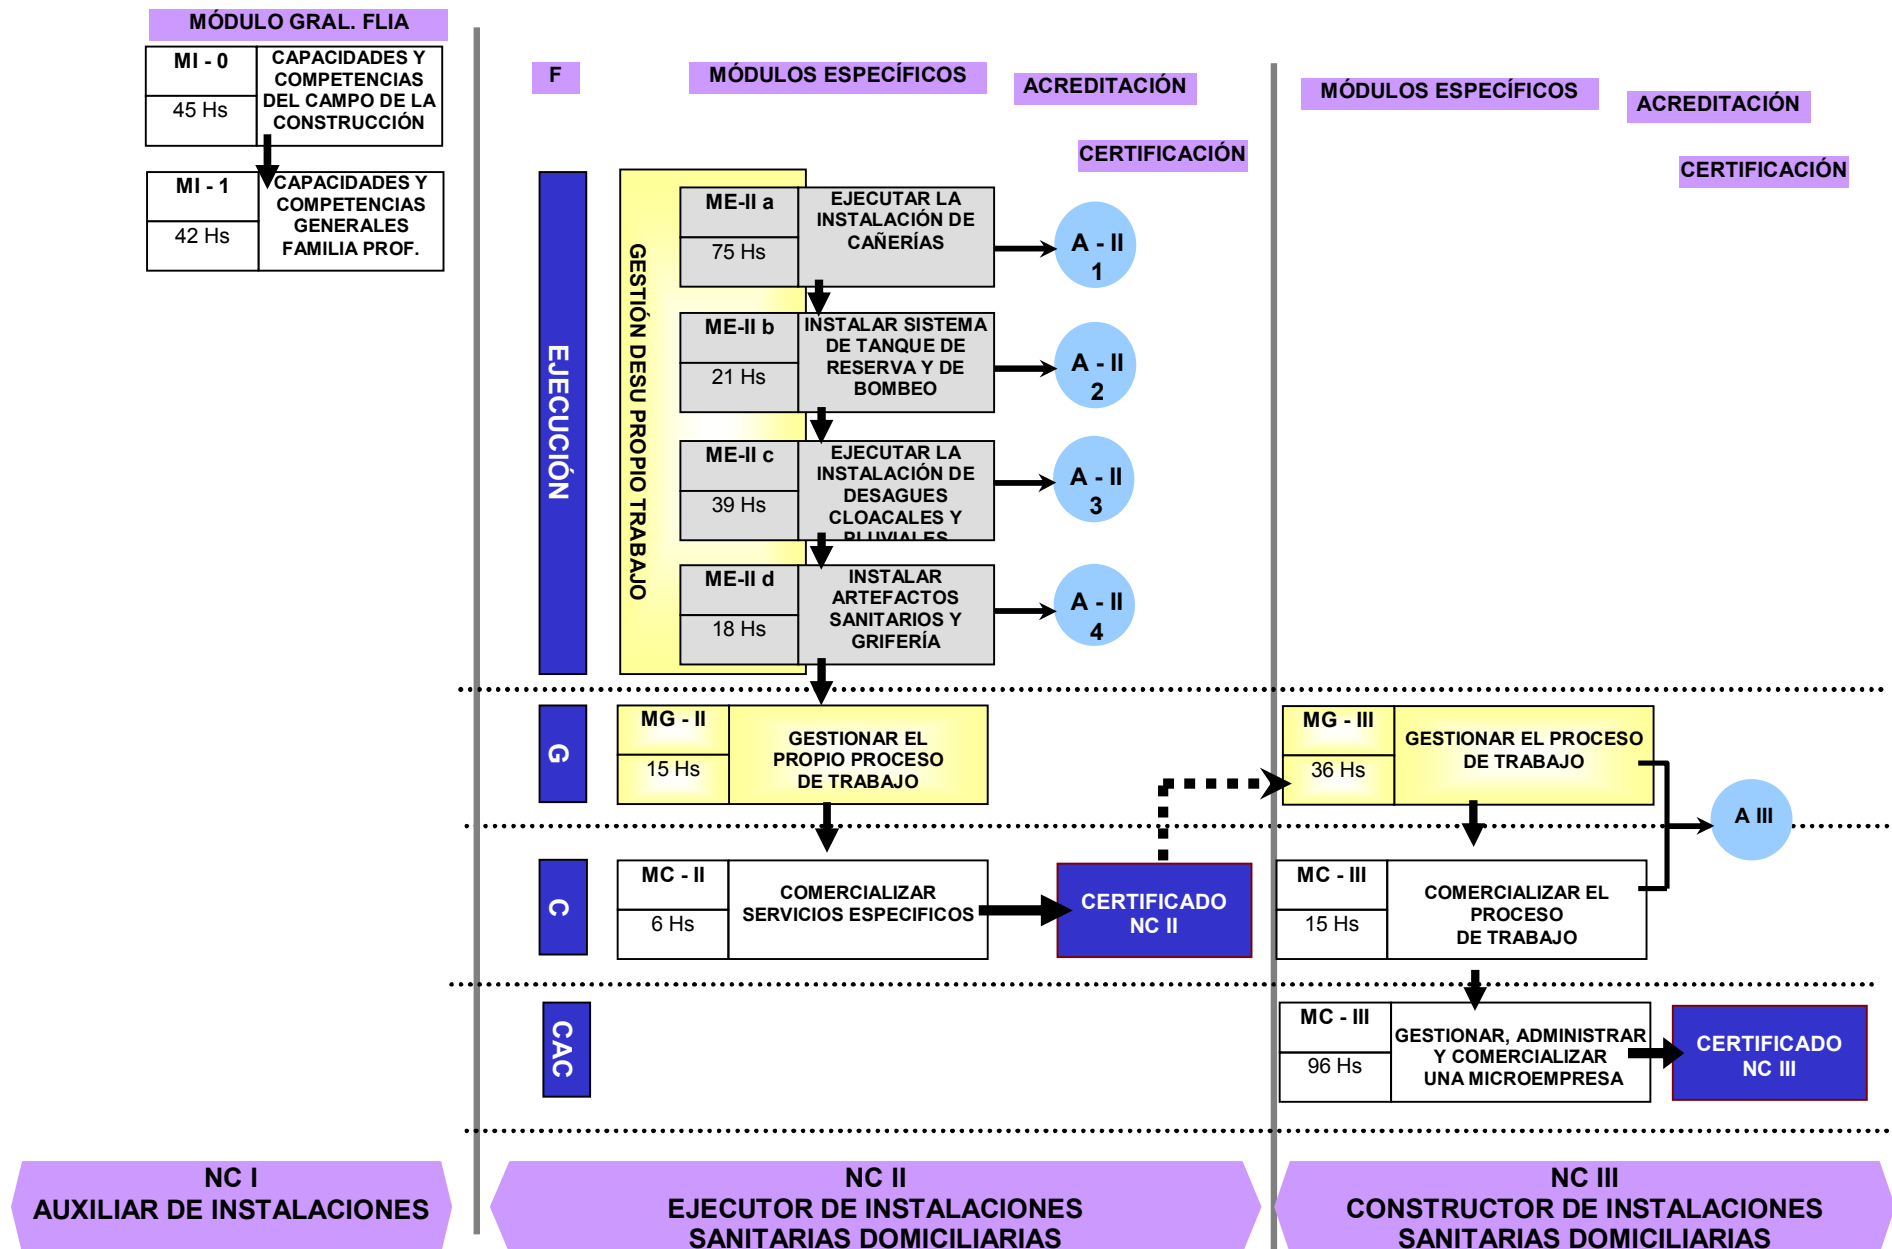 MÓDULO GRAL. FLIA
MI - 0
45 Hs
CAPACIDADES Y
COMPETENCIAS
DEL CAMPO DE LA
CONSTRUCCIÓN
MI - 1
42 Hs
CAPACIDADES Y
COMPETENCIAS
GENERALES
FAMILIA PROF.
F
MÓDULOS ESPECÍFICOS
ACREDITACIÓN
CERTIFICACIÓN
EJECUCIÓN
GESTIÓN DESU PROPIO TRABAJO
ME-II a
75 Hs
EJECUTAR LA
INSTALACIÓN DE
CAÑERÍAS
A - II
1
ME-II b
21 Hs
INSTALAR SISTEMA
DE TANQUE DE
RESERVA Y DE
BOMBEO
A - II
2
ME-II c
39 Hs
EJECUTAR LA
INSTALACIÓN DE
DESAGUES
CLOACALES Y
PLUVIALES
A - II
3
ME-II d
18 Hs
INSTALAR
ARTEFACTOS
SANITARIOS Y
GRIFERÍA
A - II
4
G
MG - II
15 Hs
GESTIONAR EL
PROPIO PROCESO
DE TRABAJO
C
MC - II
6 Hs
COMERCIALIZAR
SERVICIOS ESPECIFICOS
CERTIFICADO
NC II
CAC
MÓDULOS ESPECÍFICOS
ACREDITACIÓN
CERTIFICACIÓN
MG - III
36 Hs
GESTIONAR EL PROCESO
DE TRABAJO
A III
MC - III
15 Hs
COMERCIALIZAR EL
PROCESO
DE TRABAJO
MC - III
96 Hs
GESTIONAR, ADMINISTRAR
Y COMERCIALIZAR
UNA MICROEMPRESA
CERTIFICADO
NC III
NC I
AUXILIAR DE INSTALACIONES
NC II
EJECUTOR DE INSTALACIONES
SANITARIAS DOMICILIARIAS
NC III
CONSTRUCTOR DE INSTALACIONES
SANITARIAS DOMICILIARIAS